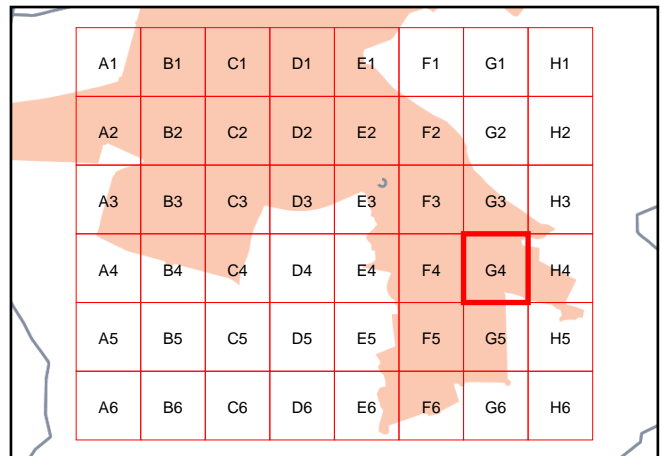 A1 B1 C1 D1 E1 F1 G1 H1
A2 B2 C2 D2 E2 F2 G2 H2
A3 B3 C3 D3 E3 F3 G3 H3
A4 B4 C4 D4 E4 F4 G4 H4
A5 B5 C5 D5 E5 F5 G5 H5
A6 B6 C6 D6 E6 F6 G6 H6